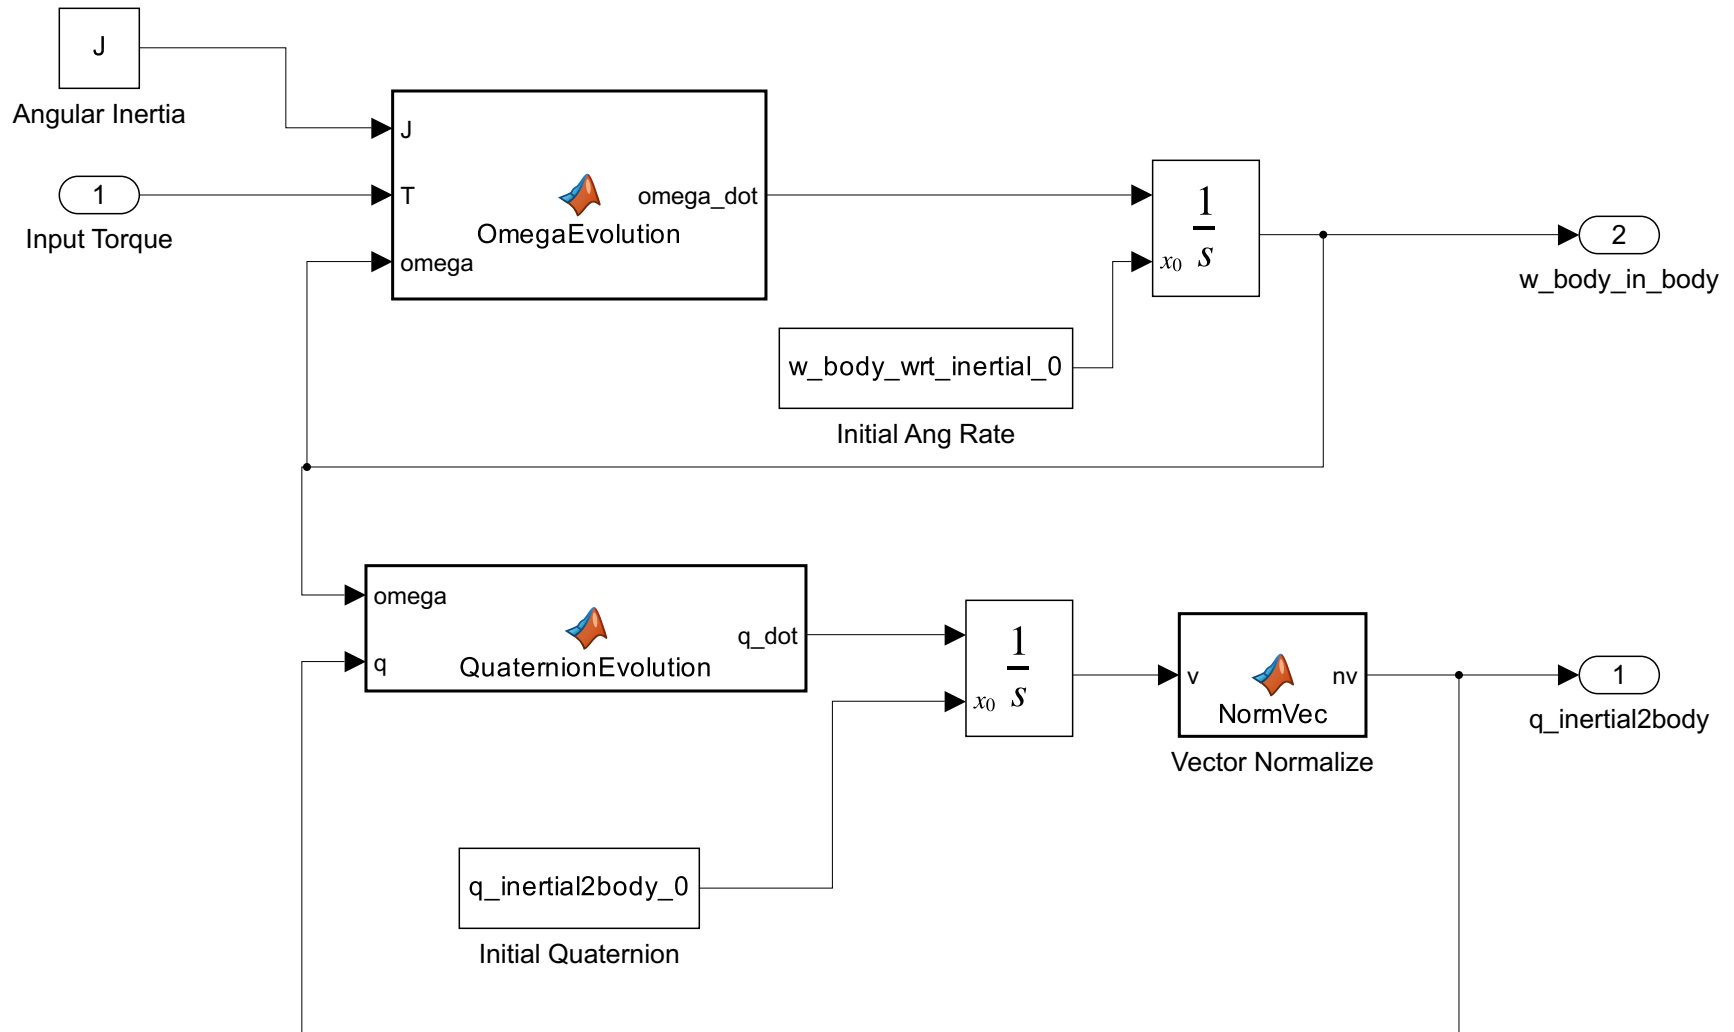 J
Angular Inertia
1
Input Torque
J
T
omega
omega_dot
OmegaEvolution
1
s
x0
2
w_body_in_body
w_body_wrt_inertial_0
Initial Ang Rate
omega
q
q_dot
QuaternionEvolution
1
s
x0
v
nv
NormVec
Vector Normalize
1
q_inertial2body
q_inertial2body_0
Initial Quaternion